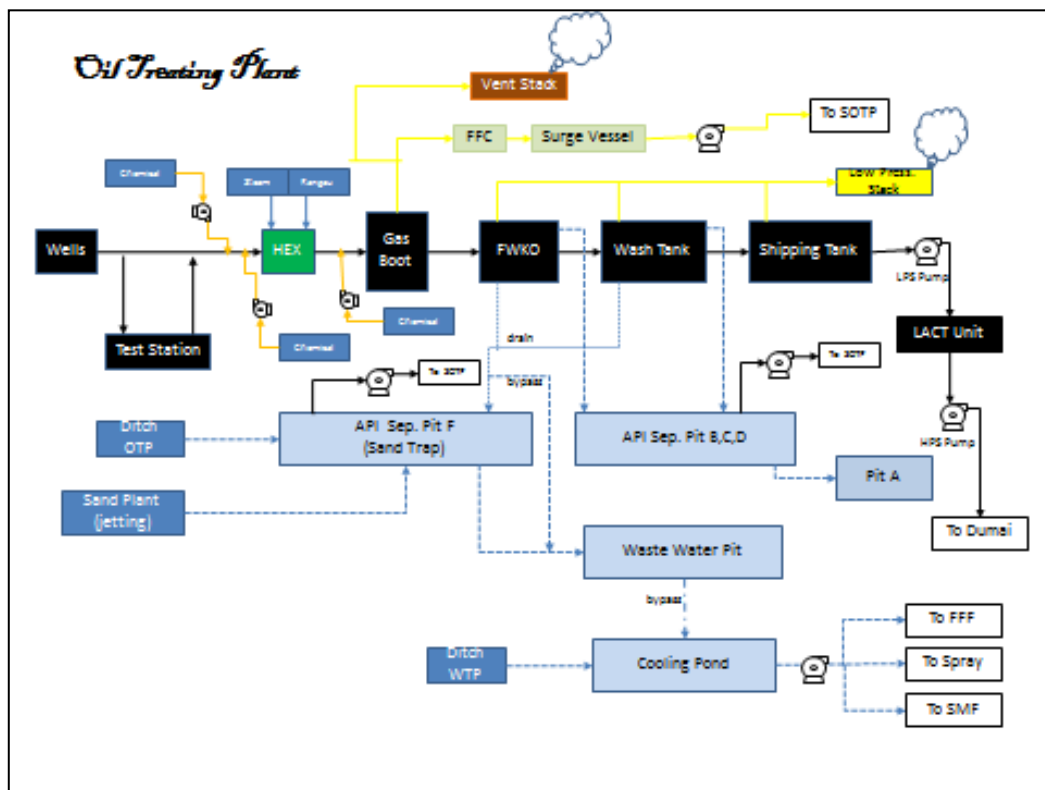 Oil Treating Plant
Vent Stack
To SOTP
FFC
Surge Vessel
Chemical
Steam
Rangau
Low Press.
Stack
Wells
HEX
Gas
Boot
FWKO
Wash Tank
Shipping Tank
LPS Pump
Chemical
Chemical
Test Station
drain
LACT Unit
To SOTP
To SOTP
bypass
Ditch
OTP
API Sep. Pit F
(Sand Trap)
API Sep. Pit B,C,D
HPS Pump
Pit A
Sand Plant
(jetting)
To Dumai
Waste Water Pit
bypass
To FFF
Ditch
WTP
Cooling Pond
To Spray
To SMF